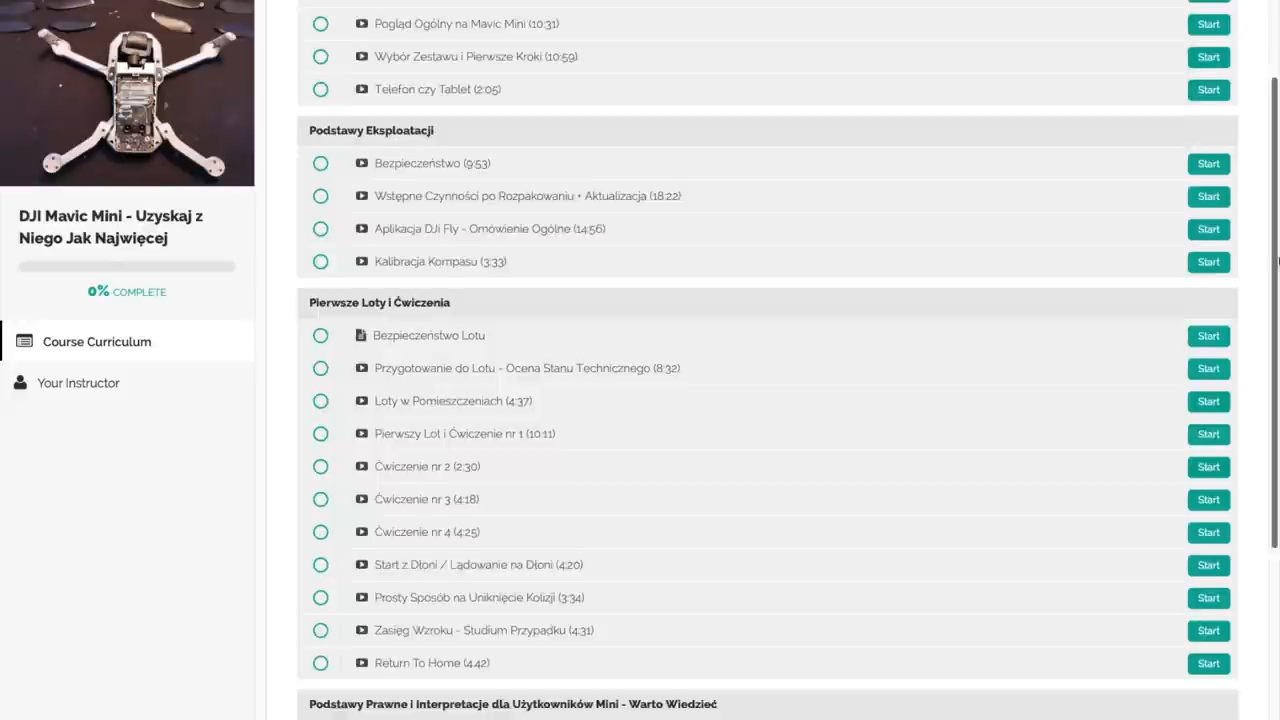 Pogląd Ogólny na Mavic Mini (10:31)
Start
Wybór Zestawu i Pierwsze Kroki (10:59)
Start
Telefon czy Tablet (2:05)
Start
Podstawy Eksploatacji
Bezpieczeństwo (9:53)
Start
Wstępne Czynności po Rozpakowaniu + Aktualizacja (18:22)
Start
Aplikacja DJi Fly - Omówienie Ogólne (14:56)
Start
Kalibracja Kompasu (3:33)
Start
DJI Mavic Mini - Uzyskaj z
Niego Jak Najwięcej
0% COMPLETE
Course Curriculum
Your Instructor
Pierwsze Loty i Ćwiczenia
Bezpieczeństwo Lotu
Start
Przygotowanie do Lotu - Ocena Stanu Technicznego (8:32)
Start
Loty w Pomieszczeniach (4:37)
Start
Pierwszy Lot i Ćwiczenie nr 1 (10:11)
Start
Ćwiczenie nr 2 (2:30)
Start
Ćwiczenie nr 3 (4:18)
Start
Ćwiczenie nr 4 (4:25)
Start
Start z Dłoni / Lądowanie na Dłoni (4:20)
Start
Prosty Sposób na Uniknięcie Kolizji (3:34)
Start
Zasięg Wzroku - Studium Przypadku (4:31)
Start
Return To Home (4:42)
Start
Podstawy Prawne i Interpretacje dla Użytkowników Mini - Warto Wiedzieć